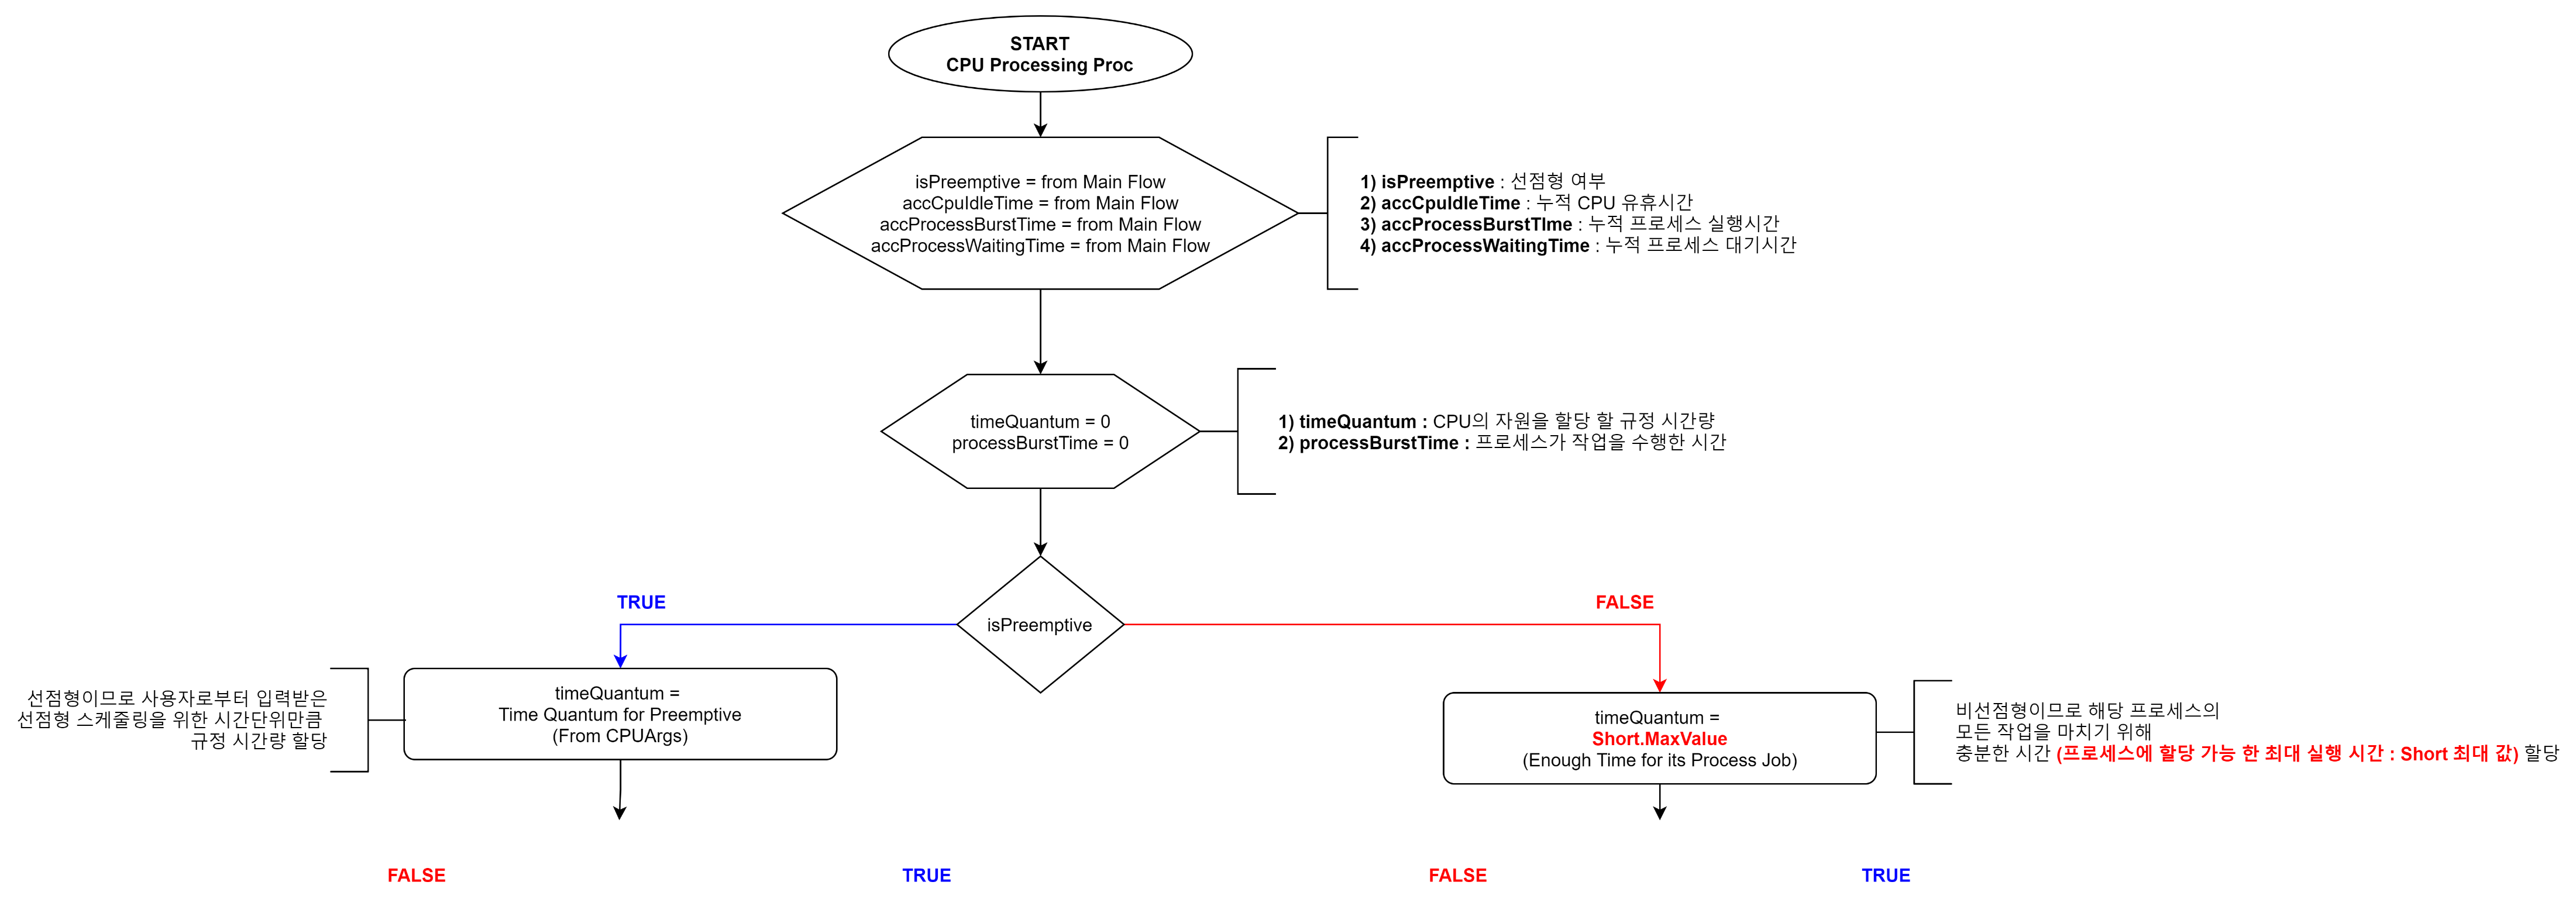 START
CPU Processing Proc
isPreemptive = from Main Flow
accCpuIdleTime = from Main Flow
accProcessBurstTime = from Main Flow
accProcessWaitingTime = from Main Flow
1) isPreemptive : 선점형 여부
2) accCpuIdleTime : 누적 CPU 유휴시간
3) accProcessBurstTIme : 누적 프로세스 실행시간
4) accProcessWaitingTime : 누적 프로세스 대기시간
timeQuantum = 0
processBurstTime = 0
1) timeQuantum : CPU의 자원을 할당 할 규정 시간량
2) processBurstTime : 프로세스가 작업을 수행한 시간
isPreemptive
TRUE
FALSE
선점형이므로 사용자로부터 입력받은
선점형 스케줄링을 위한 시간단위만큼
규정 시간량 할당
timeQuantum =
Time Quantum for Preemptive
(From CPUArgs)
timeQuantum =
Short.MaxValue
(Enough Time for its Process Job)
비선점형이므로 해당 프로세스의
모든 작업을 마치기 위해
충분한 시간 (프로세스에 할당 가능 한 최대 실행 시간 : Short 최대 값) 할당
FALSE
TRUE
FALSE
TRUE